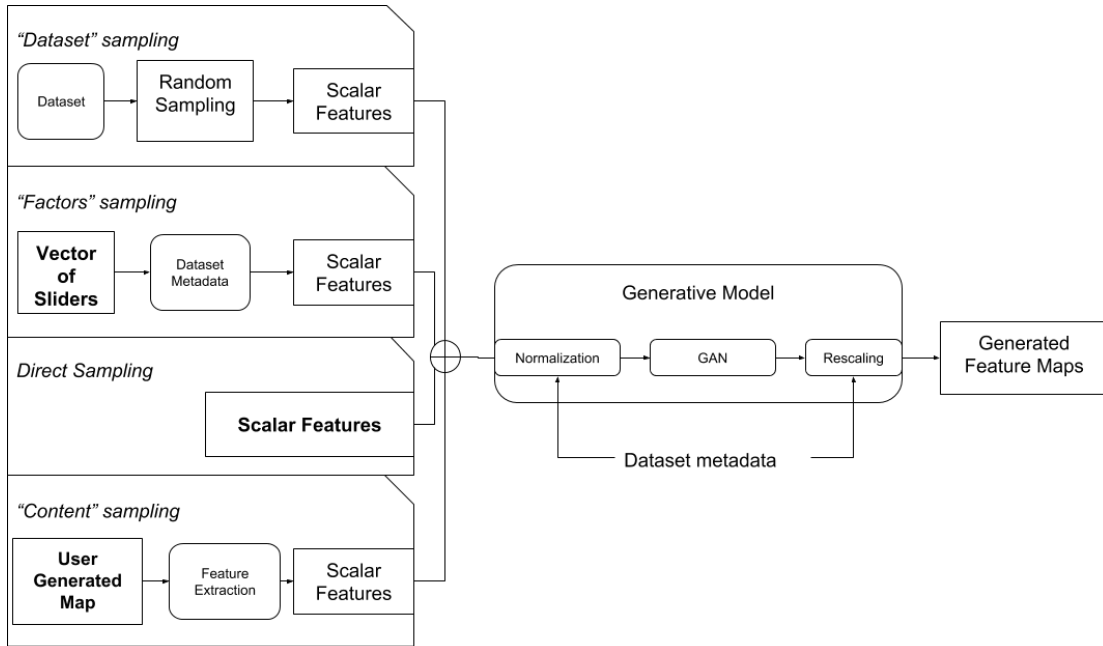 “Dataset” sampling
Dataset
Random
Sampling
Scalar
Features
“Factors” sampling
Vector
of
Sliders
Dataset
Metadata
Scalar
Features
Direct Sampling
Scalar Features
“Content” sampling
User
Generated
Map
Feature
Extraction
Scalar
Features
Generative Model
Normalization
GAN
Rescaling
Dataset metadata
Generated
Feature Maps